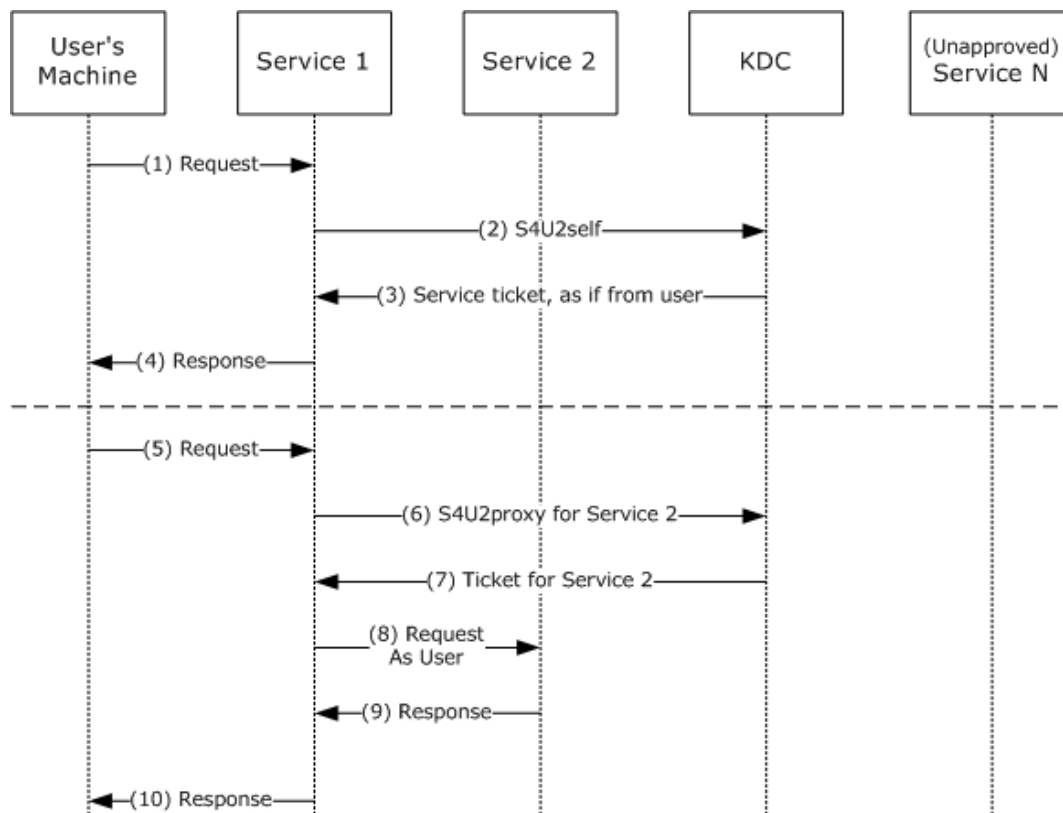 User's
Machine
Service 1
Service 2
KDC
(Unapproved)
Service N
(1) Request
(2) S4U2self
(3) Service ticket, as if from user
(4) Response
(5) Request
(6) S4U2proxy for Service 2
(7) Ticket for Service 2
(8) Request
As User
(9) Response
(10) Response